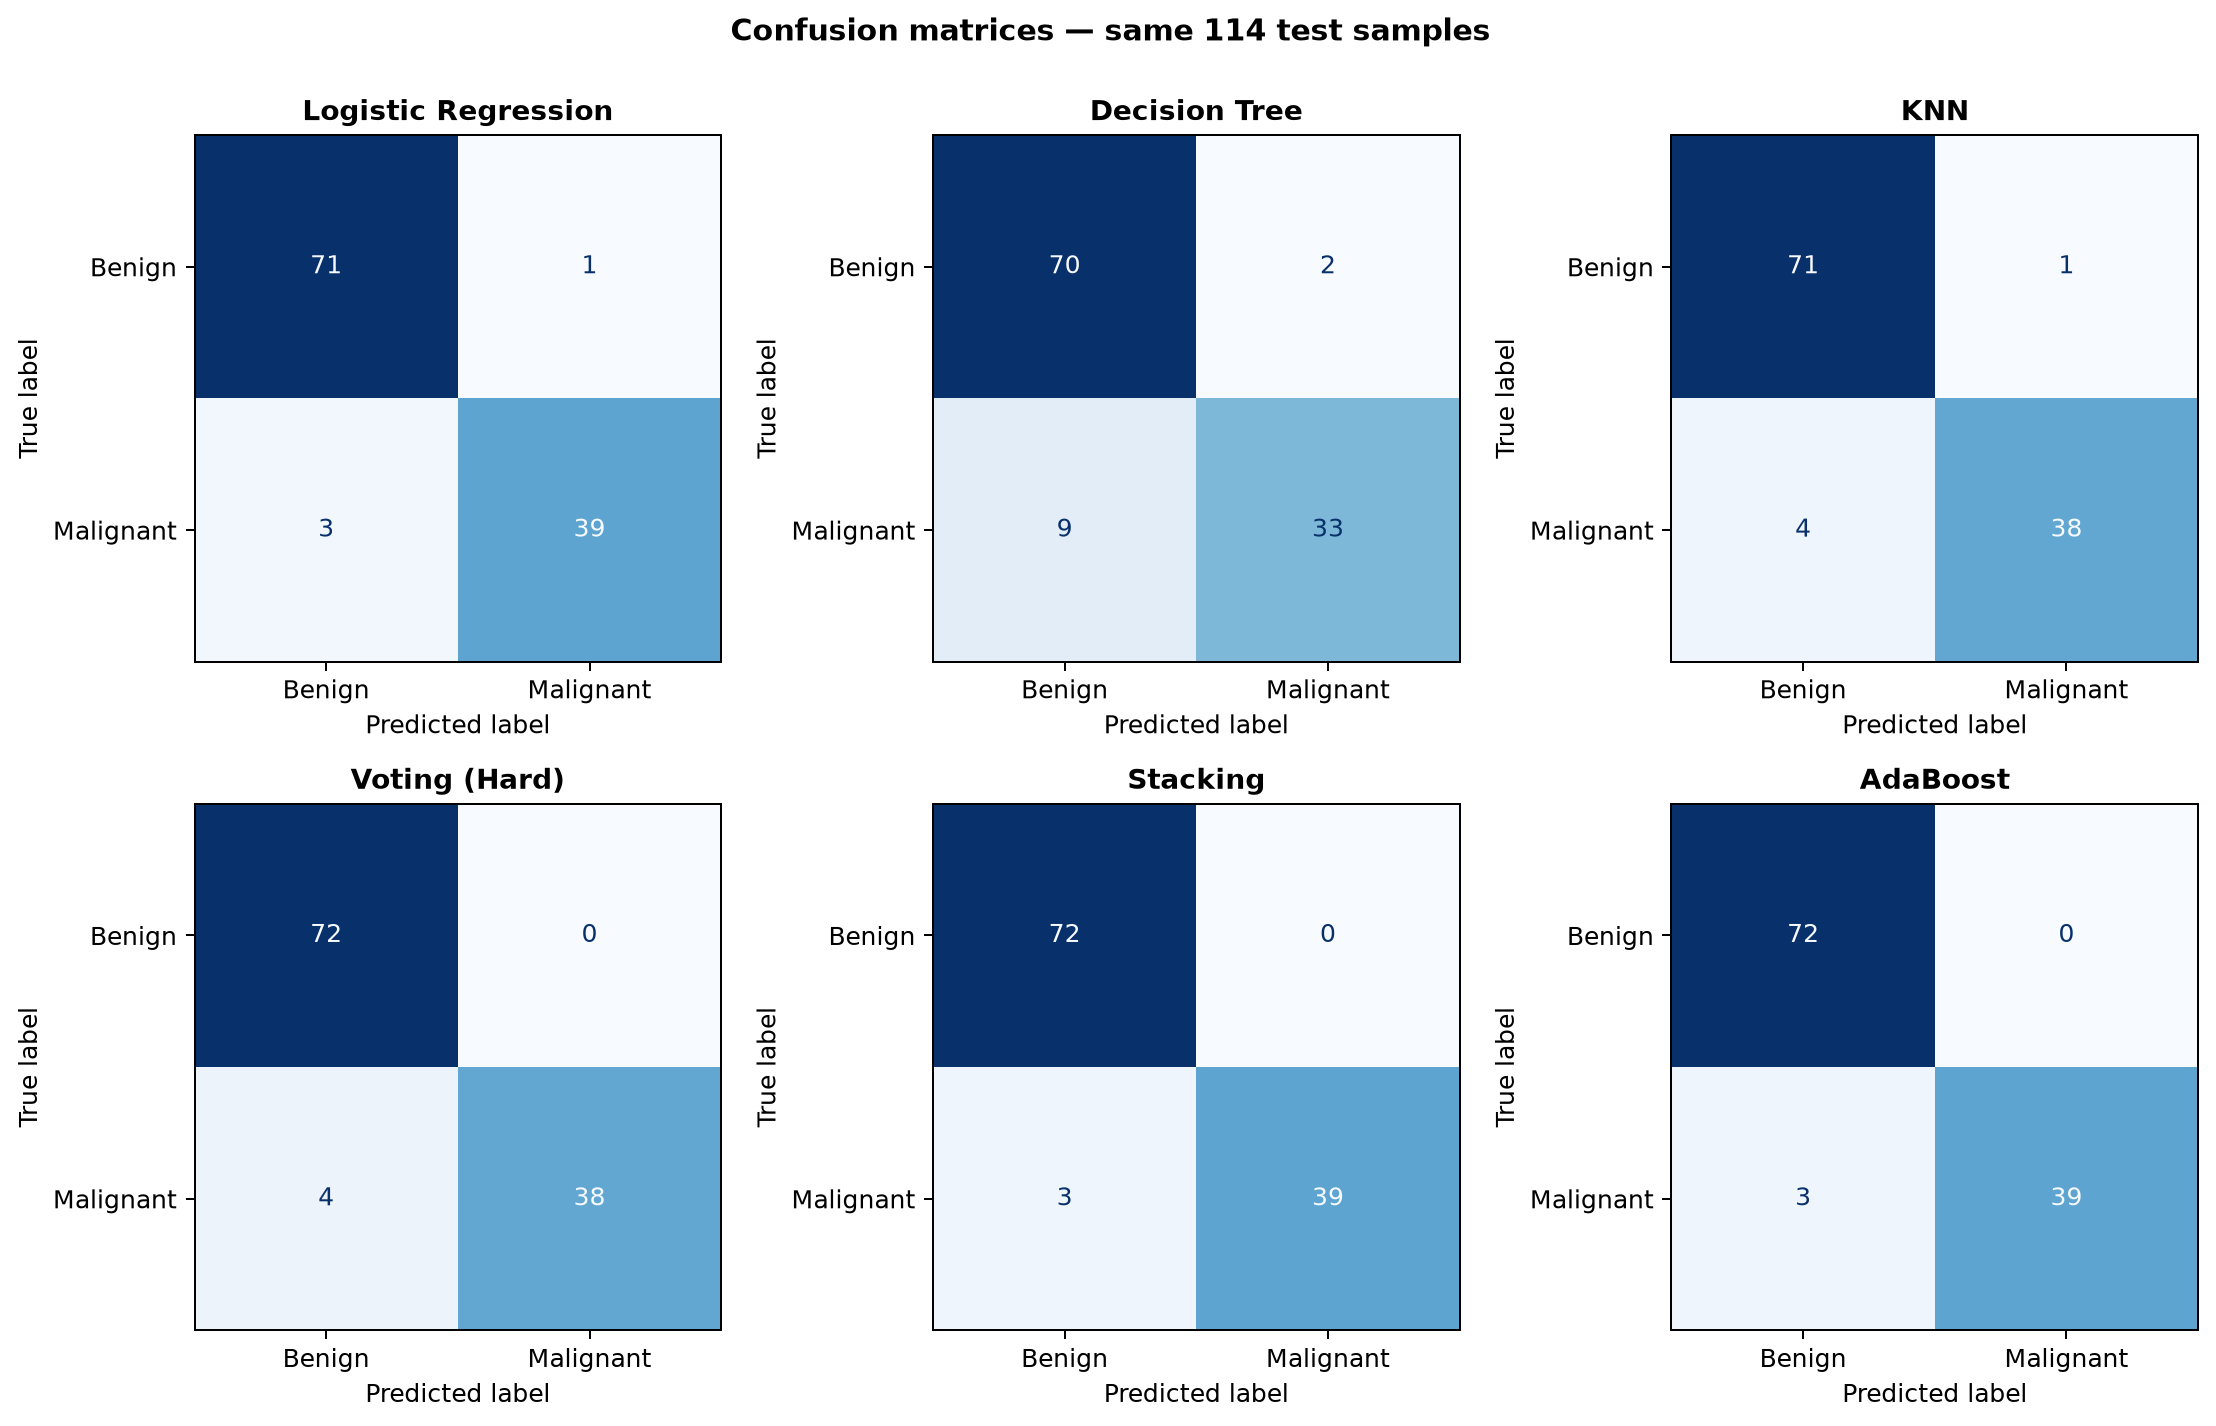 Confusion matrices — same 114 test samples
Logistic Regression
True label
Benign
71
1
Malignant
3
39
Benign
Malignant
Predicted label
Decision Tree
True label
Benign
70
2
Malignant
9
33
Benign
Malignant
Predicted label
KNN
True label
Benign
71
1
Malignant
4
38
Benign
Malignant
Predicted label
Voting (Hard)
True label
Benign
72
0
Malignant
4
38
Benign
Malignant
Predicted label
Stacking
True label
Benign
72
0
Malignant
3
39
Benign
Malignant
Predicted label
AdaBoost
True label
Benign
72
0
Malignant
3
39
Benign
Malignant
Predicted label